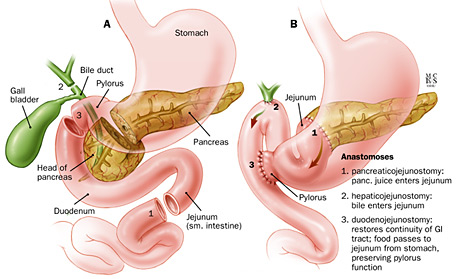 A
B
Stomach
2
Bile duct
Pylorus
Gall
bladder
3
Pancreas
Head of
pancreas
Duodenum
1
Jejunum
(sm. intestine)
2
Jejunum
1
3
Pylorus
Anastomoses
1. pancreaticojejunostomy:
panc. juice enters jejunum
2. hepaticojejunostomy:
bile enters jejunum
3. duodenojejunostomy:
restores continuity of GI
tract; food passes to
jejunum from stomach,
preserving pylorus
function